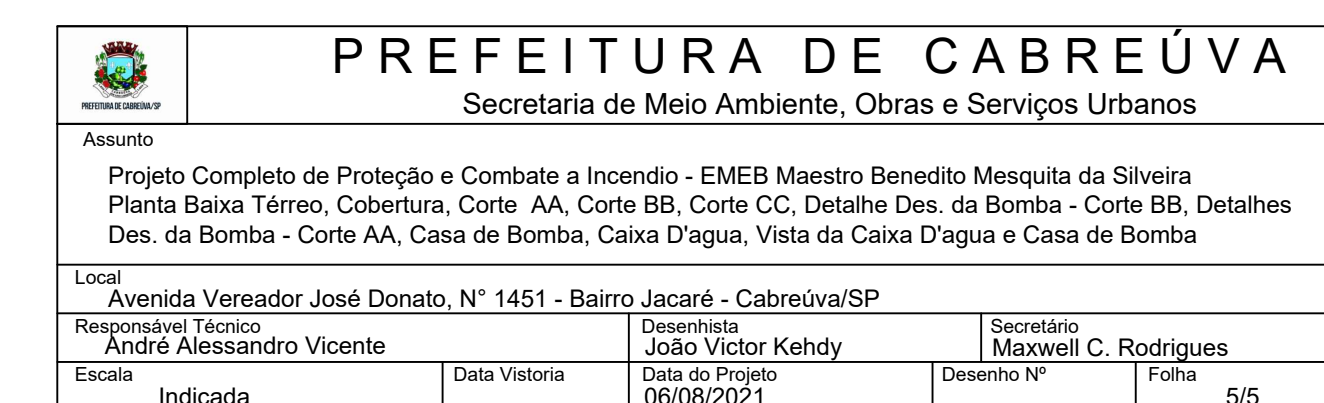 PREFEITURA DE CABREÚVA
PREFEITURA DE CABREÚVA/SP
Secretaria de Meio Ambiente, Obras e Serviços Urbanos
Assunto
Projeto Completo de Proteção e Combate a Incendio - EMEB Maestro Benedito Mesquita da Silveira
Planta Baixa Térreo, Cobertura, Corte AA, Corte BB, Corte CC, Detalhe Des. da Bomba - Corte BB, Detalhes
Des. da Bomba - Corte AA, Casa de Bomba, Caixa D'agua, Vista da Caixa D'agua e Casa de Bomba
Local
Avenida Vereador José Donato, N° 1451 - Bairro Jacaré - Cabreúva/SP
Responsável Técnico
André Alessandro Vicente
Desenhista
João Victor Kehdy
Secretário
Maxwell C. Rodrigues
Escala
Indicada
Data Vistoria
Data do Projeto
06/08/2021
Desenho Nº
Folha
5/5